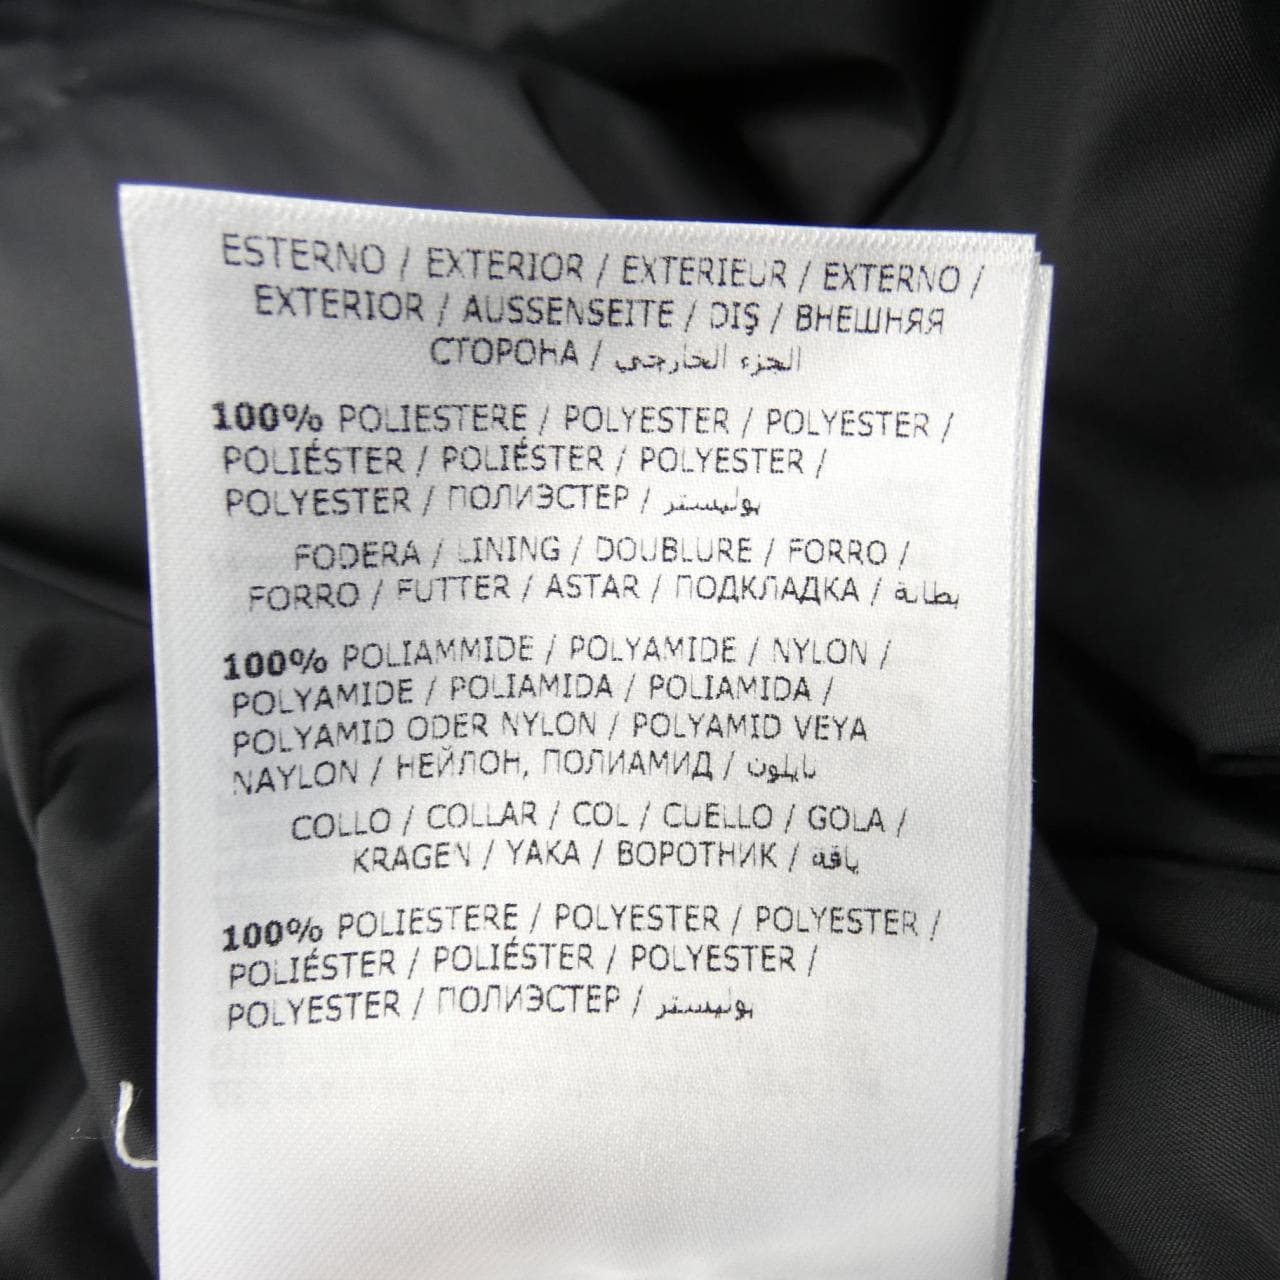 ESTERNO / EXTERIOR / EXTERIEUR / EXTERNO /
EXTERIOR / AUSSENSEITE / DIŞ / ВНЕШНЯЯ
СТОРОНА / الجزء الخارجي
100% POLIESTERE / POLYESTER / POLYESTER /
POLIÉSTER / POLIÉSTER / POLYESTER /
POLYESTER / ПОЛИЭСТЕР / بوليستر
FODERA / LINING / DOUBLURE / FORRO /
FORRO / FUTTER / ASTAR / ПОДКЛАДКА / بطانة
100% POLIAMMIDE / POLYAMIDE / NYLON /
POLYAMIDE / POLIAMIDA / POLIAMIDA /
POLYAMID ODER NYLON / POLYAMID VEYA
NAYLON / НЕЙЛОН, ПОЛИАМИД / نايلون
COLLO / COLLAR / COL / CUELLO / GOLA /
KRAGEN / YAKA / ВОРОТНИК / ياقة
100% POLIESTERE / POLYESTER / POLYESTER /
POLIÉSTER / POLIÉSTER / POLYESTER /
POLYESTER / ПОЛИЭСТЕР / بوليستر